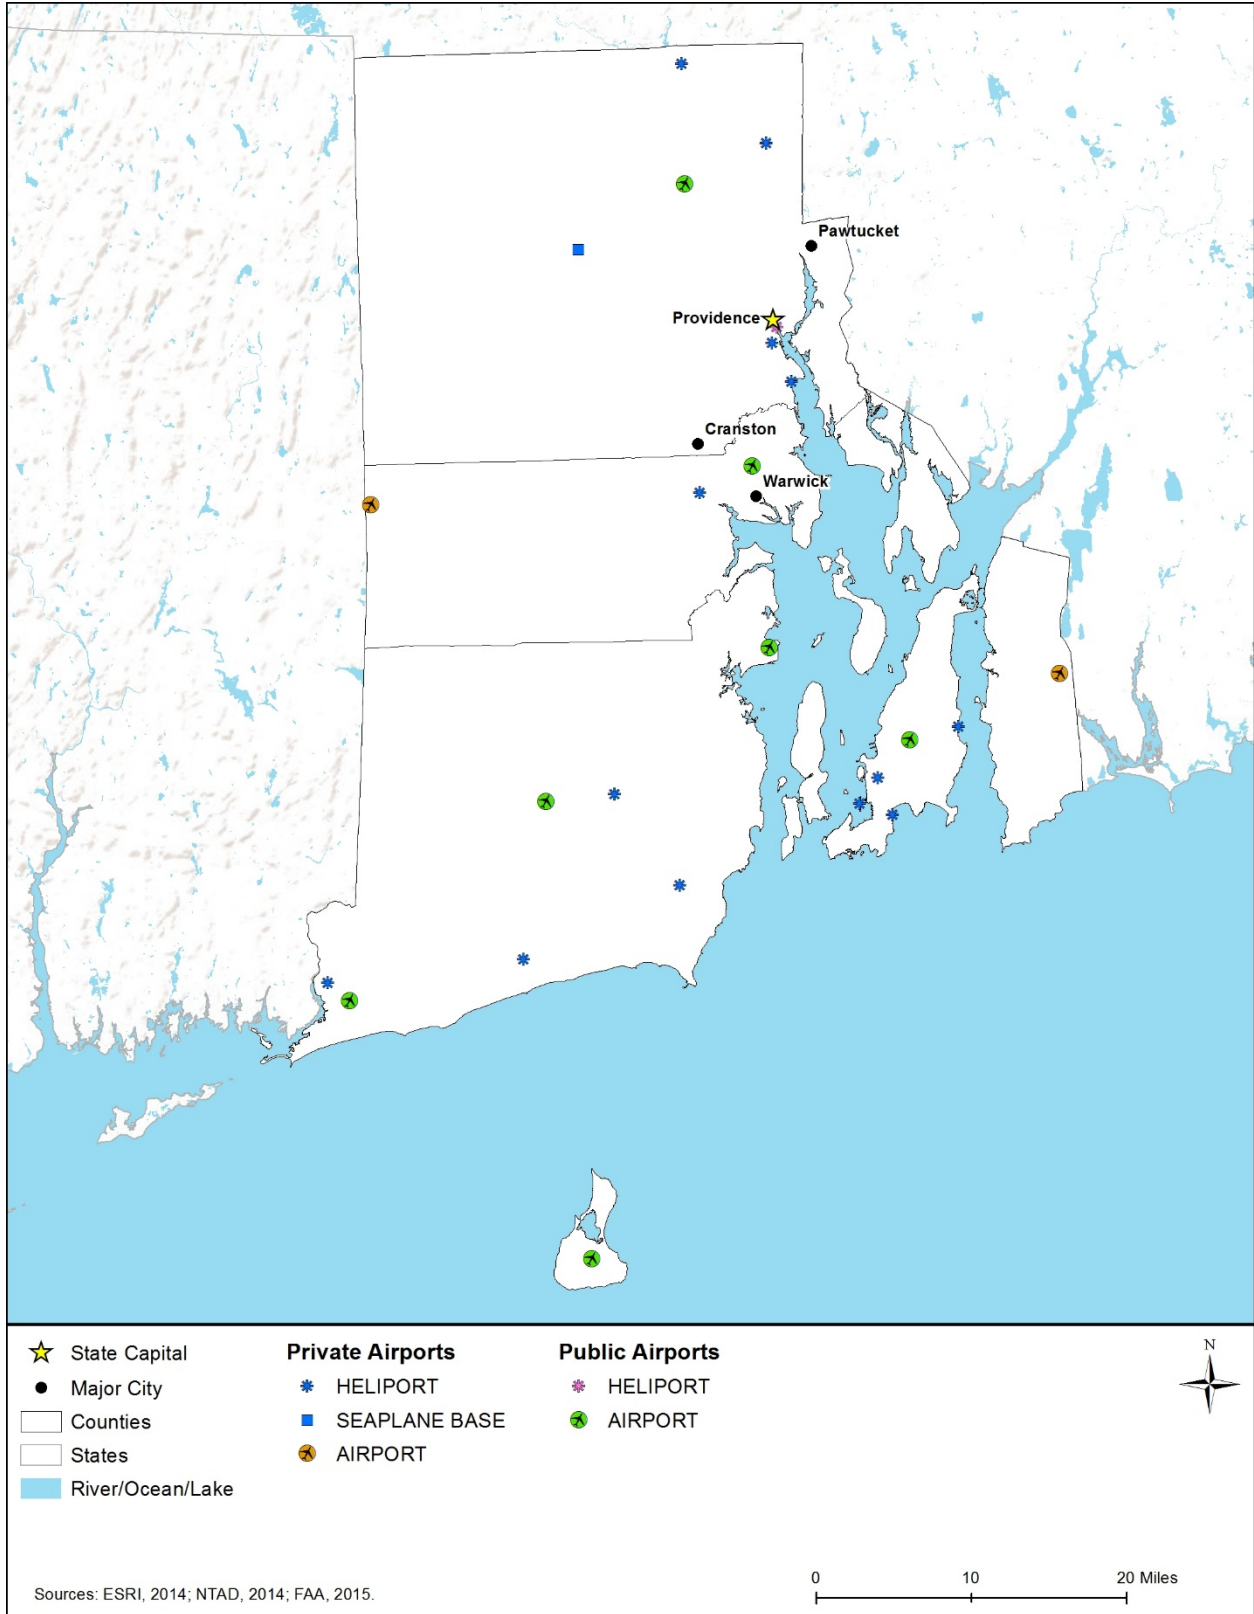 Pawtucket
Providence
Cranston
Warwick
State Capital
Major City
Counties
States
River/Ocean/Lake
Private Airports
HELIPORT
SEAPLANE BASE
AIRPORT
Public Airports
HELIPORT
AIRPORT
N
Sources: ESRI, 2014; NTAD, 2014; FAA, 2015.
0 10 20 Miles